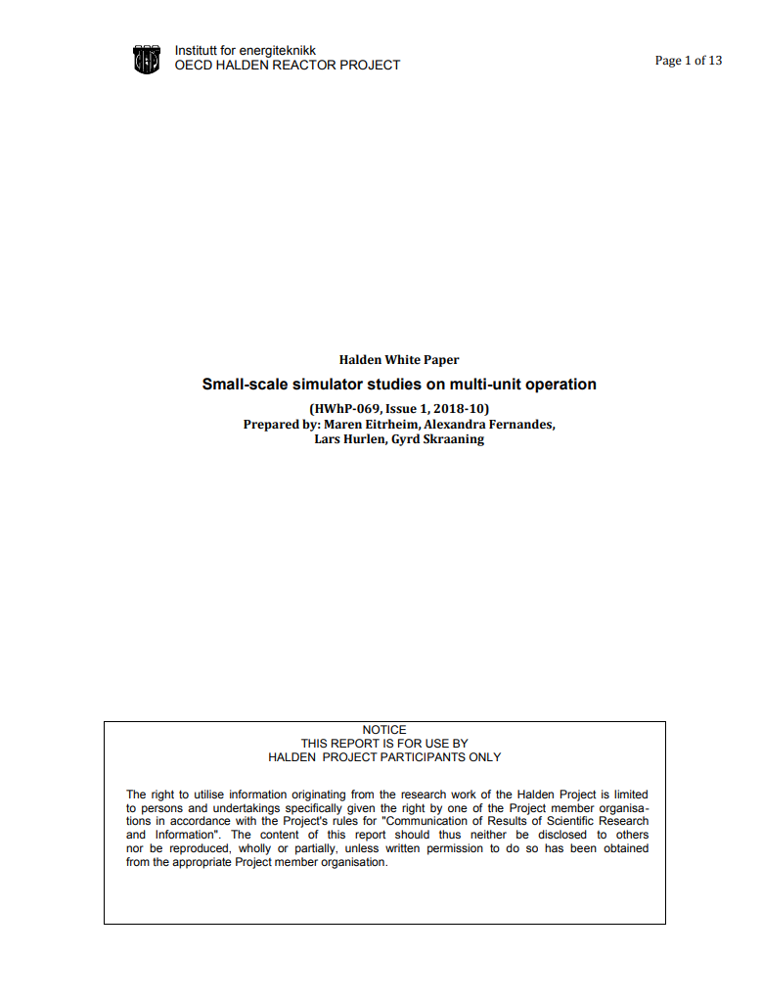 Institutt for energiteknikk
OECD HALDEN REACTOR PROJECT
Page 1 of 13
Halden White Paper
Small-scale simulator studies on multi-unit operation
(HWhP-069, Issue 1, 2018-10)
Prepared by: Maren Eitrheim, Alexandra Fernandes,
Lars Hurlen, Gyrd Skraaning
NOTICE
THIS REPORT IS FOR USE BY
HALDEN PROJECT PARTICIPANTS ONLY
The right to utilise information originating from the research work of the Halden Project is limited
to persons and undertakings specifically given the right by one of the Project member organisa-
tions in accordance with the Project's rules for "Communication of Results of Scientific Research
and Information". The content of this report should thus neither be disclosed to others
nor be reproduced, wholly or partially, unless written permission to do so has been obtained
from the appropriate Project member organisation.